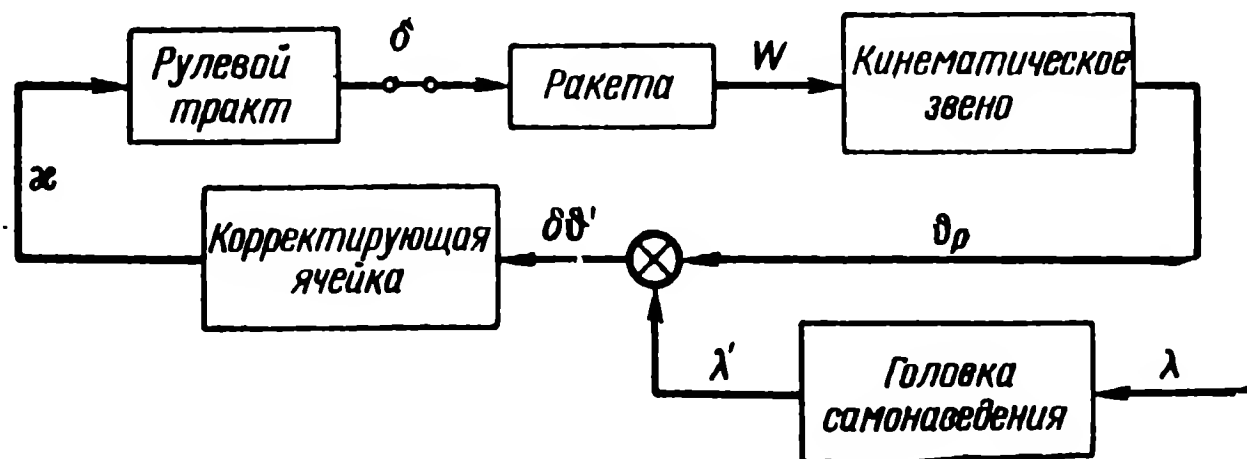 Рулевой
тракт
δ
Ракета
W
Кинематическое
звено
æ
Корректирующая
ячейка
δϑ'
ϑр
λ'
Головка
самонаведения
λ